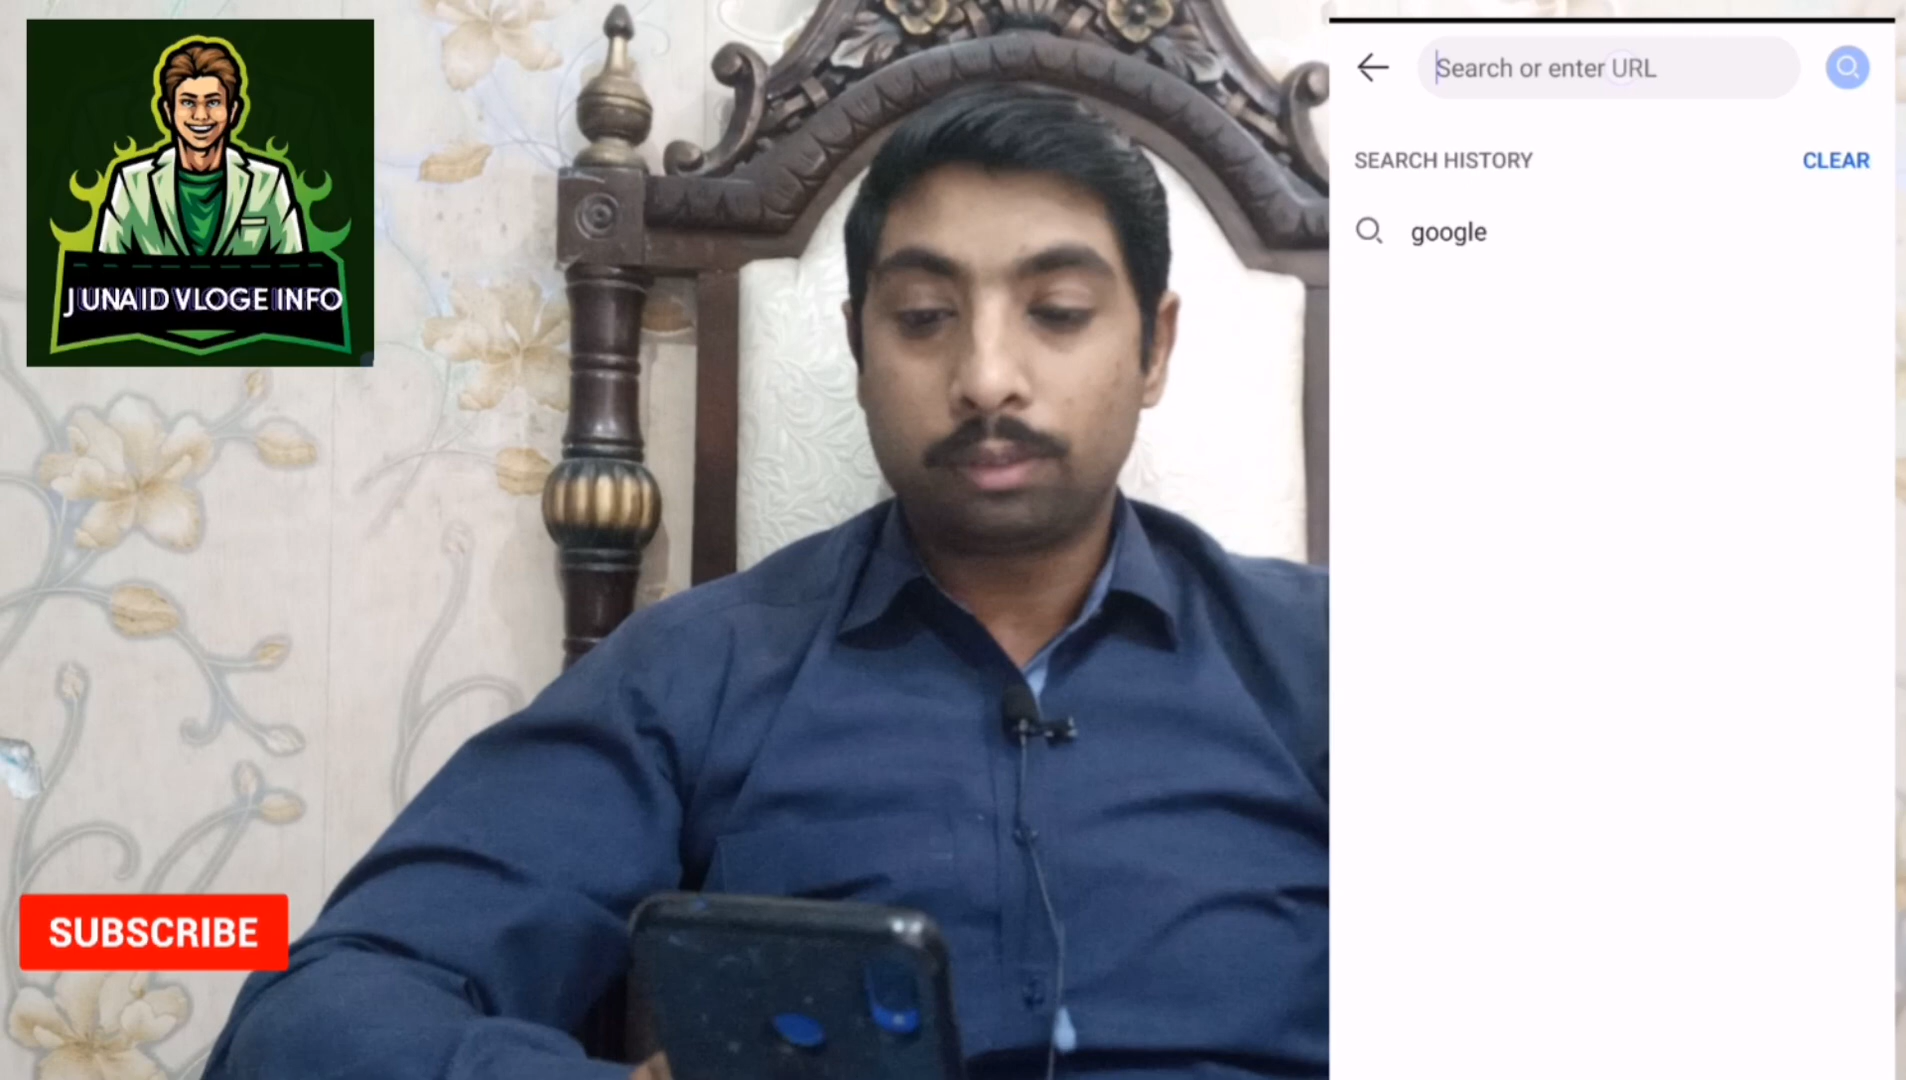 JUNAID VLOGE INFO
SUBSCRIBE
Search or enter URL
SEARCH HISTORY
CLEAR
google